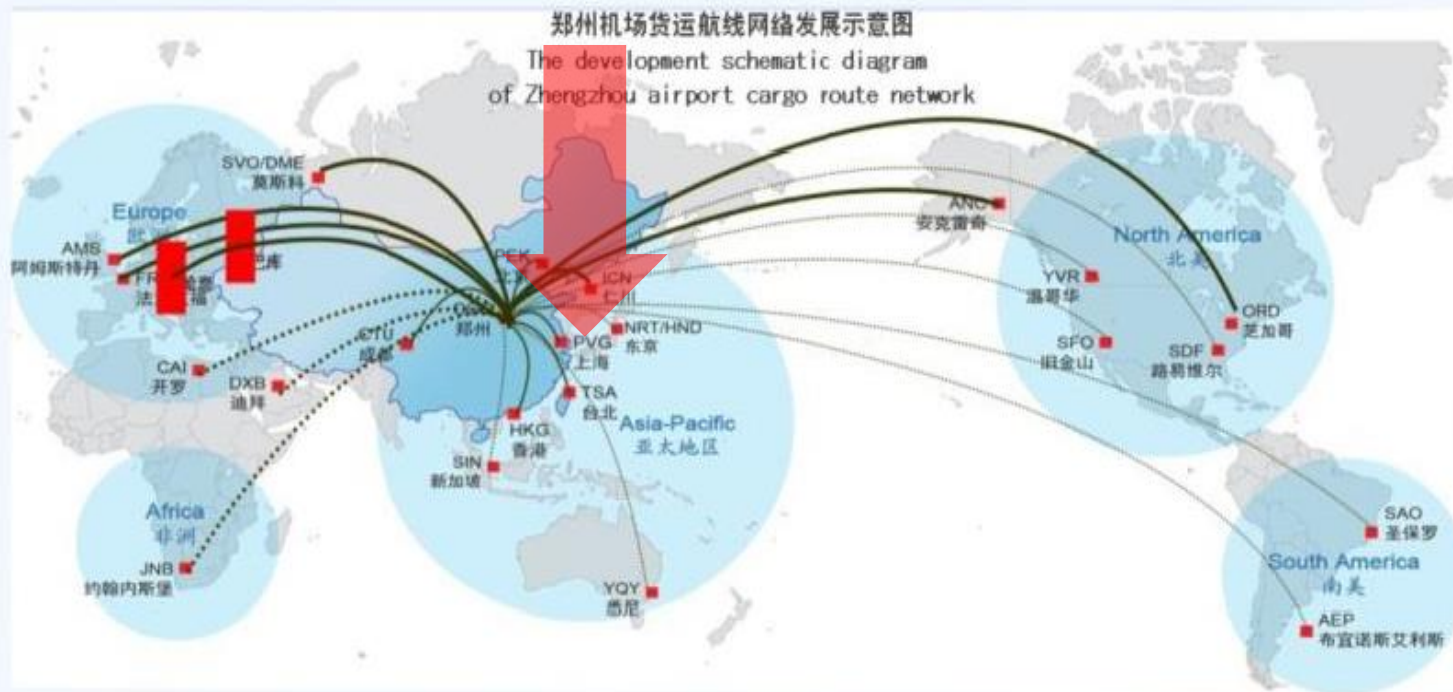 郑州机场货运航线网络发展示意图
The development schematic diagram
of Zhengzhou airport cargo route network
SVO/DME
莫斯科
Europe
AMS
阿姆斯特丹
CAI
开罗
DXB
迪拜
Africa
非洲
JNB
约翰内斯堡
CTU
成都
郑州
PEK
ICN
仁川
NRT/HND
东京
PVG
上海
TSA
台北
HKG
香港
SIN
新加坡
Asia-Pacific
亚太地区
YQY
悉尼
ANC
安克雷奇
North America
北美
YVR
温哥华
SFO
旧金山
ORD
芝加哥
SDF
路易维尔
SAO
圣保罗
South America
南美
AEP
布宜诺斯艾利斯